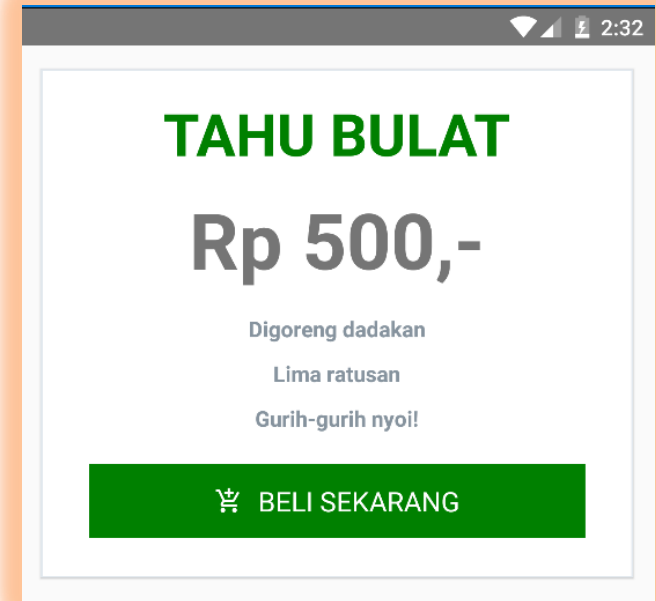 2:32
TAHU BULAT
Rp 500,-
Digoreng dadakan
Lima ratusan
Gurih-gurih nyoi!
BELI SEKARANG